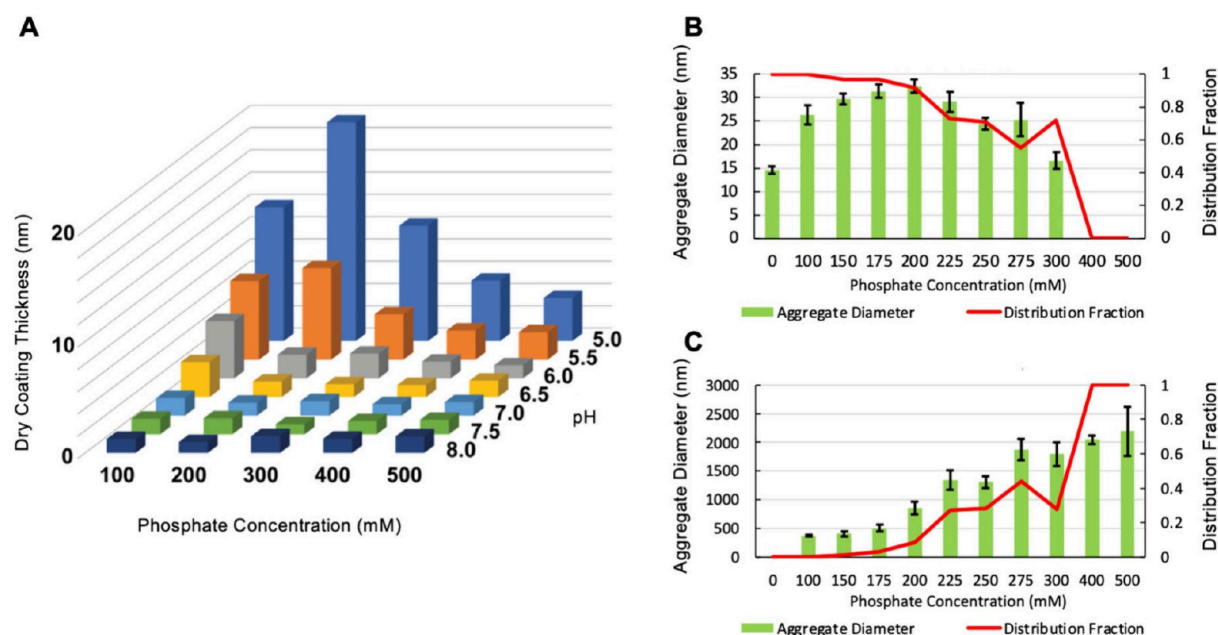 A
Dry Coating Thickness (nm)
20
10
0
5.0
5.5
6.0
6.5
7.0
7.5
8.0
pH
100 200 300 400 500
Phosphate Concentration (mM)
B
Aggregate Diameter (nm)
35
30
25
20
15
10
5
0
1
0.8
0.6
0.4
0.2
0
Distribution Fraction
0 100 150 175 200 225 250 275 300 400 500
Phosphate Concentration (mM)
Aggregate Diameter Distribution Fraction
C
Aggregate Diameter (nm)
3000
2500
2000
1500
1000
500
0
1
0.8
0.6
0.4
0.2
0
Distribution Fraction
0 100 150 175 200 225 250 275 300 400 500
Phosphate Concentration (mM)
Aggregate Diameter Distribution Fraction